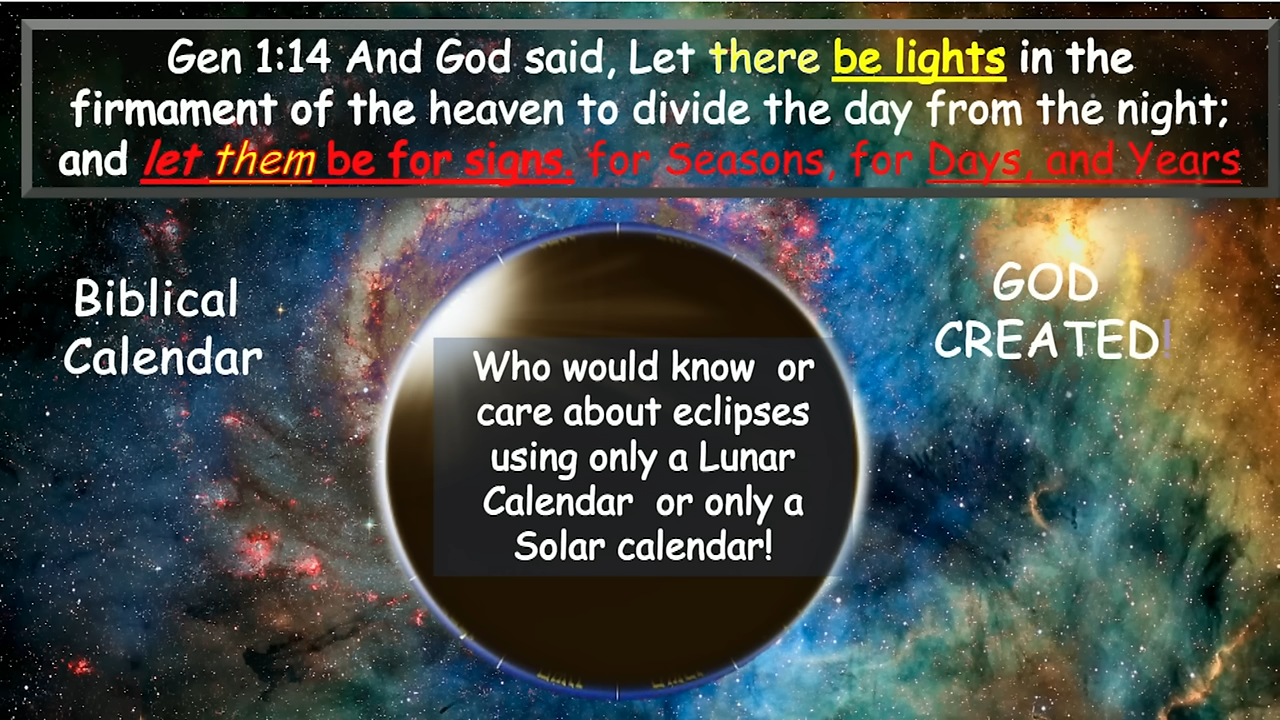 Gen 1:14 And God said, Let there be lights in the
firmament of the heaven to divide the day from the night;
and let them be for signs. for Seasons, for Days, and Years
Biblical
Calendar
GOD
CREATED!
Who would know or
care about eclipses
using only a Lunar
Calendar or only a
Solar calendar!